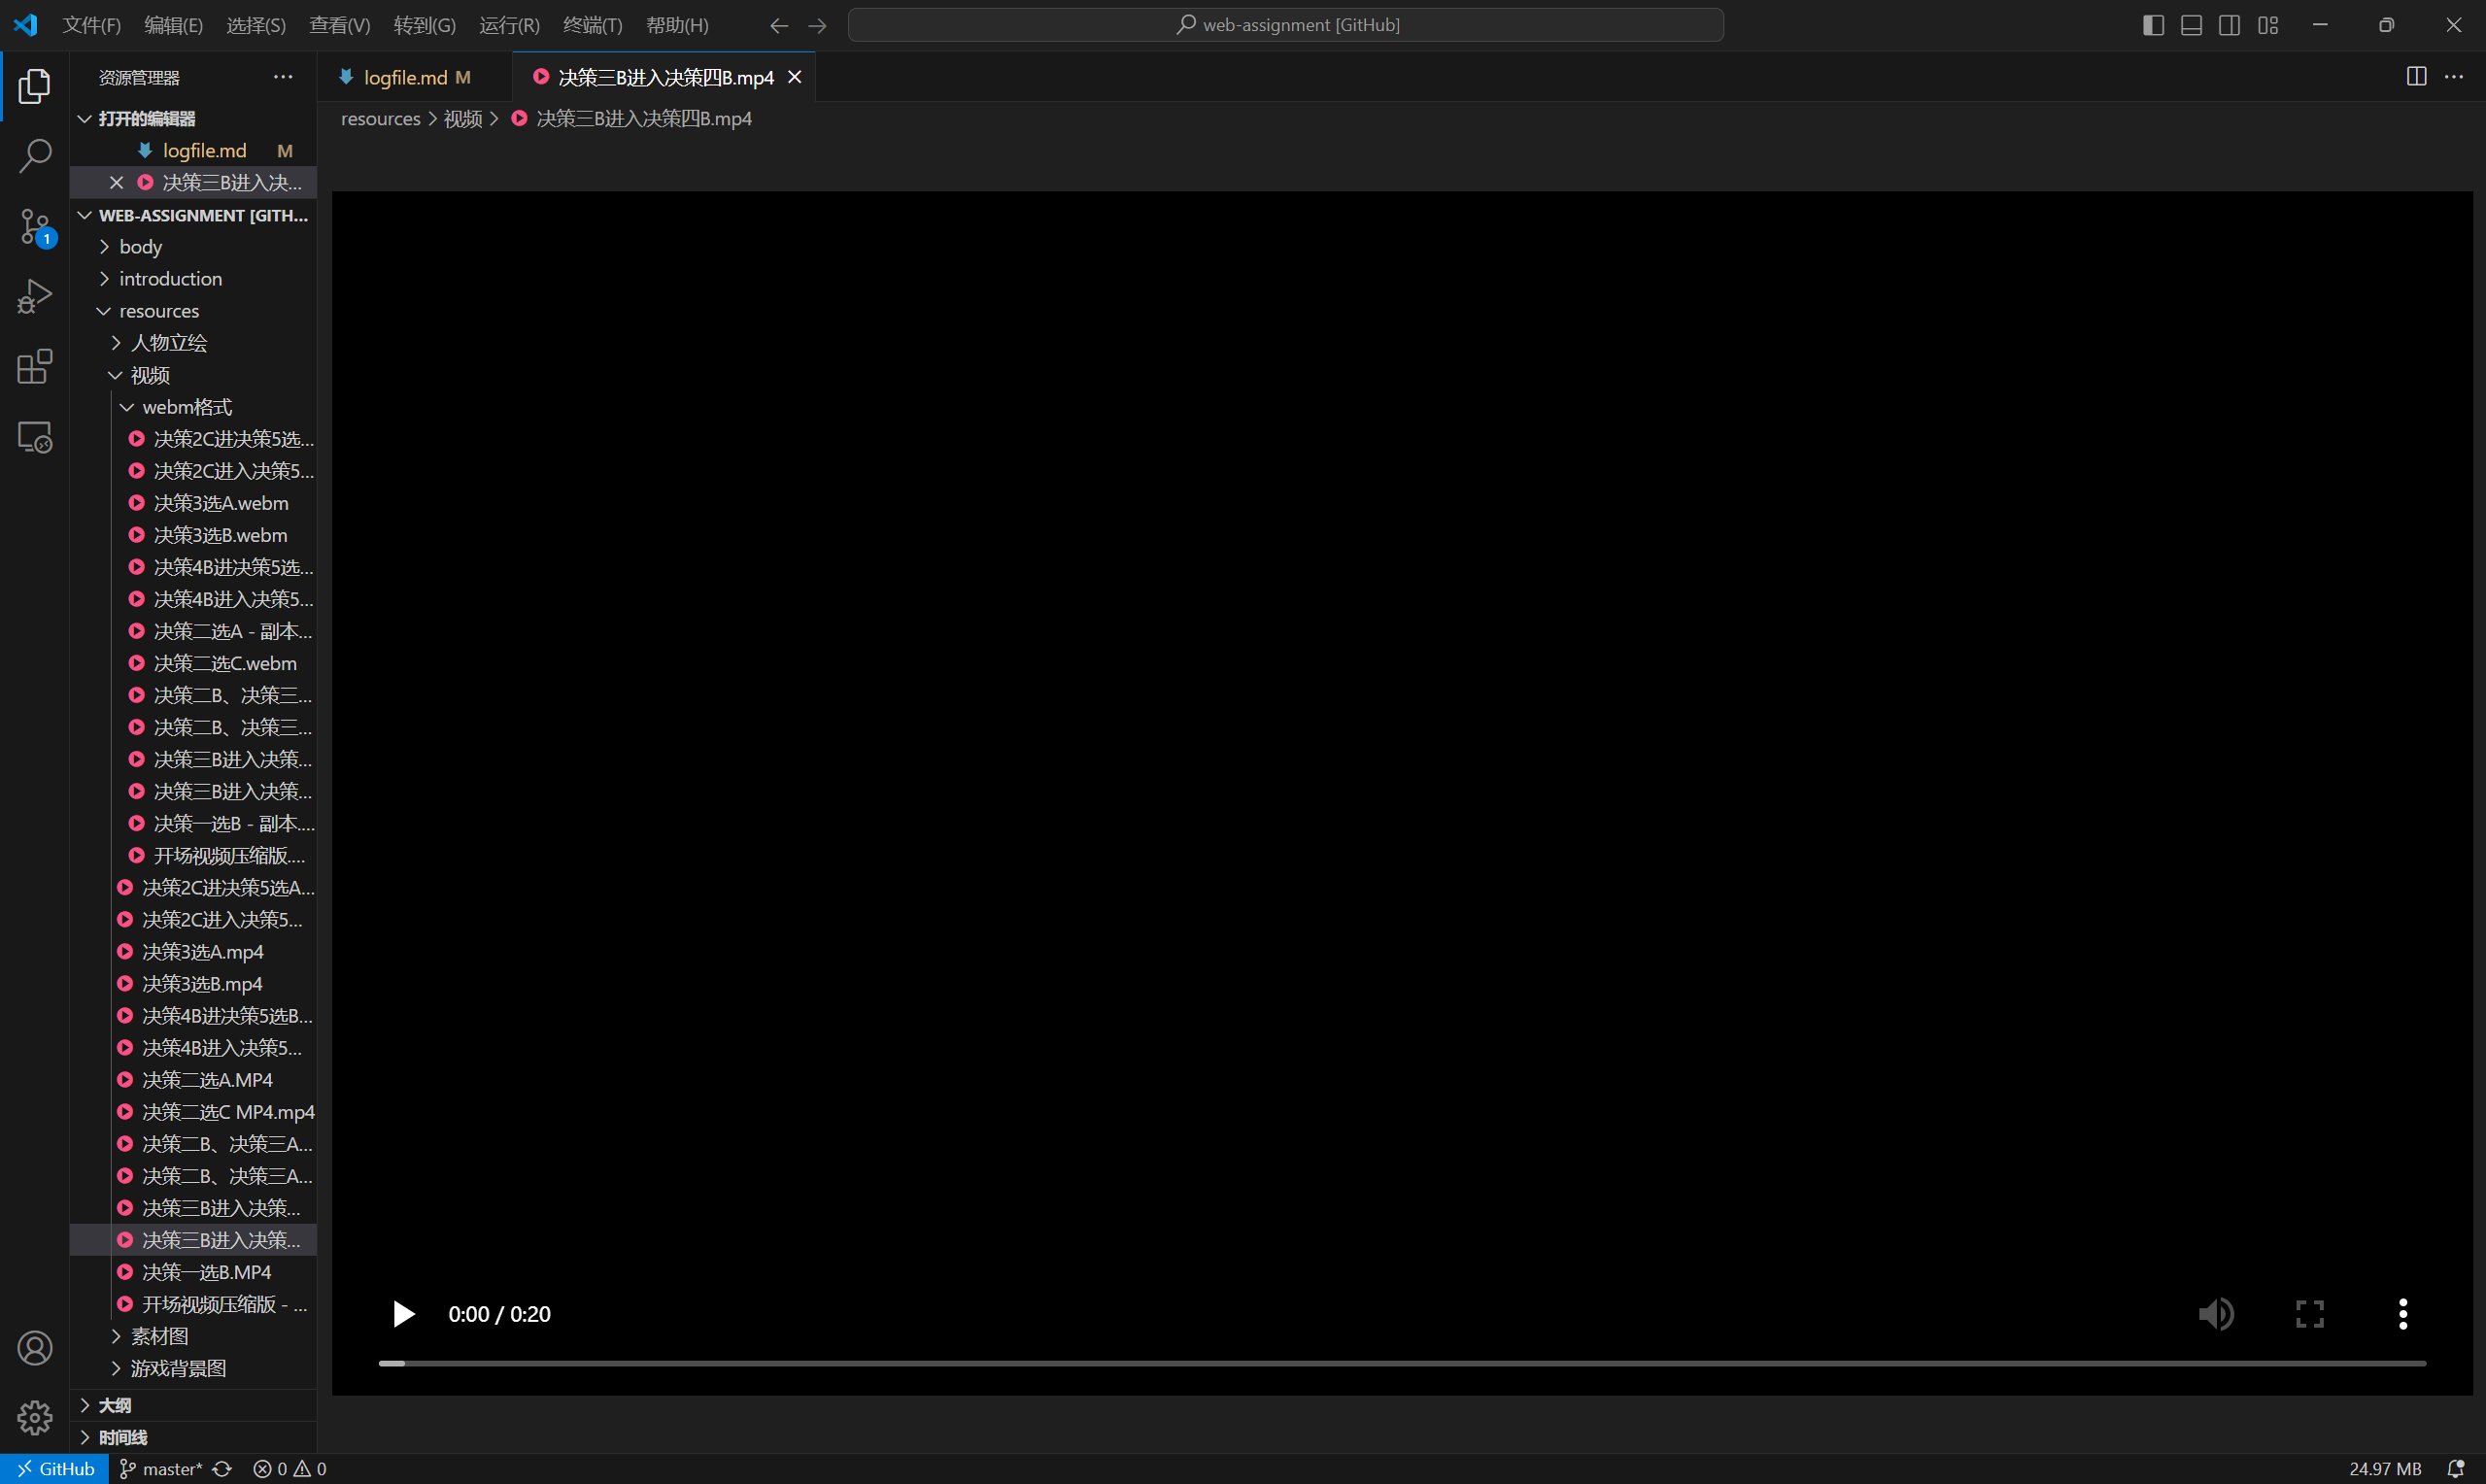 文件(F) 编辑(E) 选择(S) 查看(V) 转到(G) 运行(R) 终端(T) 帮助(H) web-assignment [GitHub]
资源管理器
logfile.md M 决策三B进入决策四B.mp4
打开的编辑器
resources 视频 决策三B进入决策四B.mp4
logfile.md M
决策三B进入决...
WEB-ASSIGNMENT [GITH...
1
body
introduction
resources
人物立绘
视频
webm格式
决策2C进决策5选...
决策2C进入决策5...
决策3选A.webm
决策3选B.webm
决策4B进决策5选...
决策4B进入决策5...
决策二选A - 副本...
决策二选C.webm
决策二B、决策三...
决策二B、决策三...
决策三B进入决策...
决策三B进入决策...
决策一选B - 副本....
开场视频压缩版....
决策2C进决策5选A...
决策2C进入决策5...
决策3选A.mp4
决策3选B.mp4
决策4B进决策5选B...
决策4B进入决策5...
决策二选A.MP4
决策二选C MP4.mp4
决策二B、决策三A...
决策二B、决策三A...
决策三B进入决策...
决策三B进入决策...
决策一选B.MP4
开场视频压缩版 - ...
素材图
游戏背景图
0:00 / 0:20
大纲
时间线
GitHub master* 0 0 24.97 MB